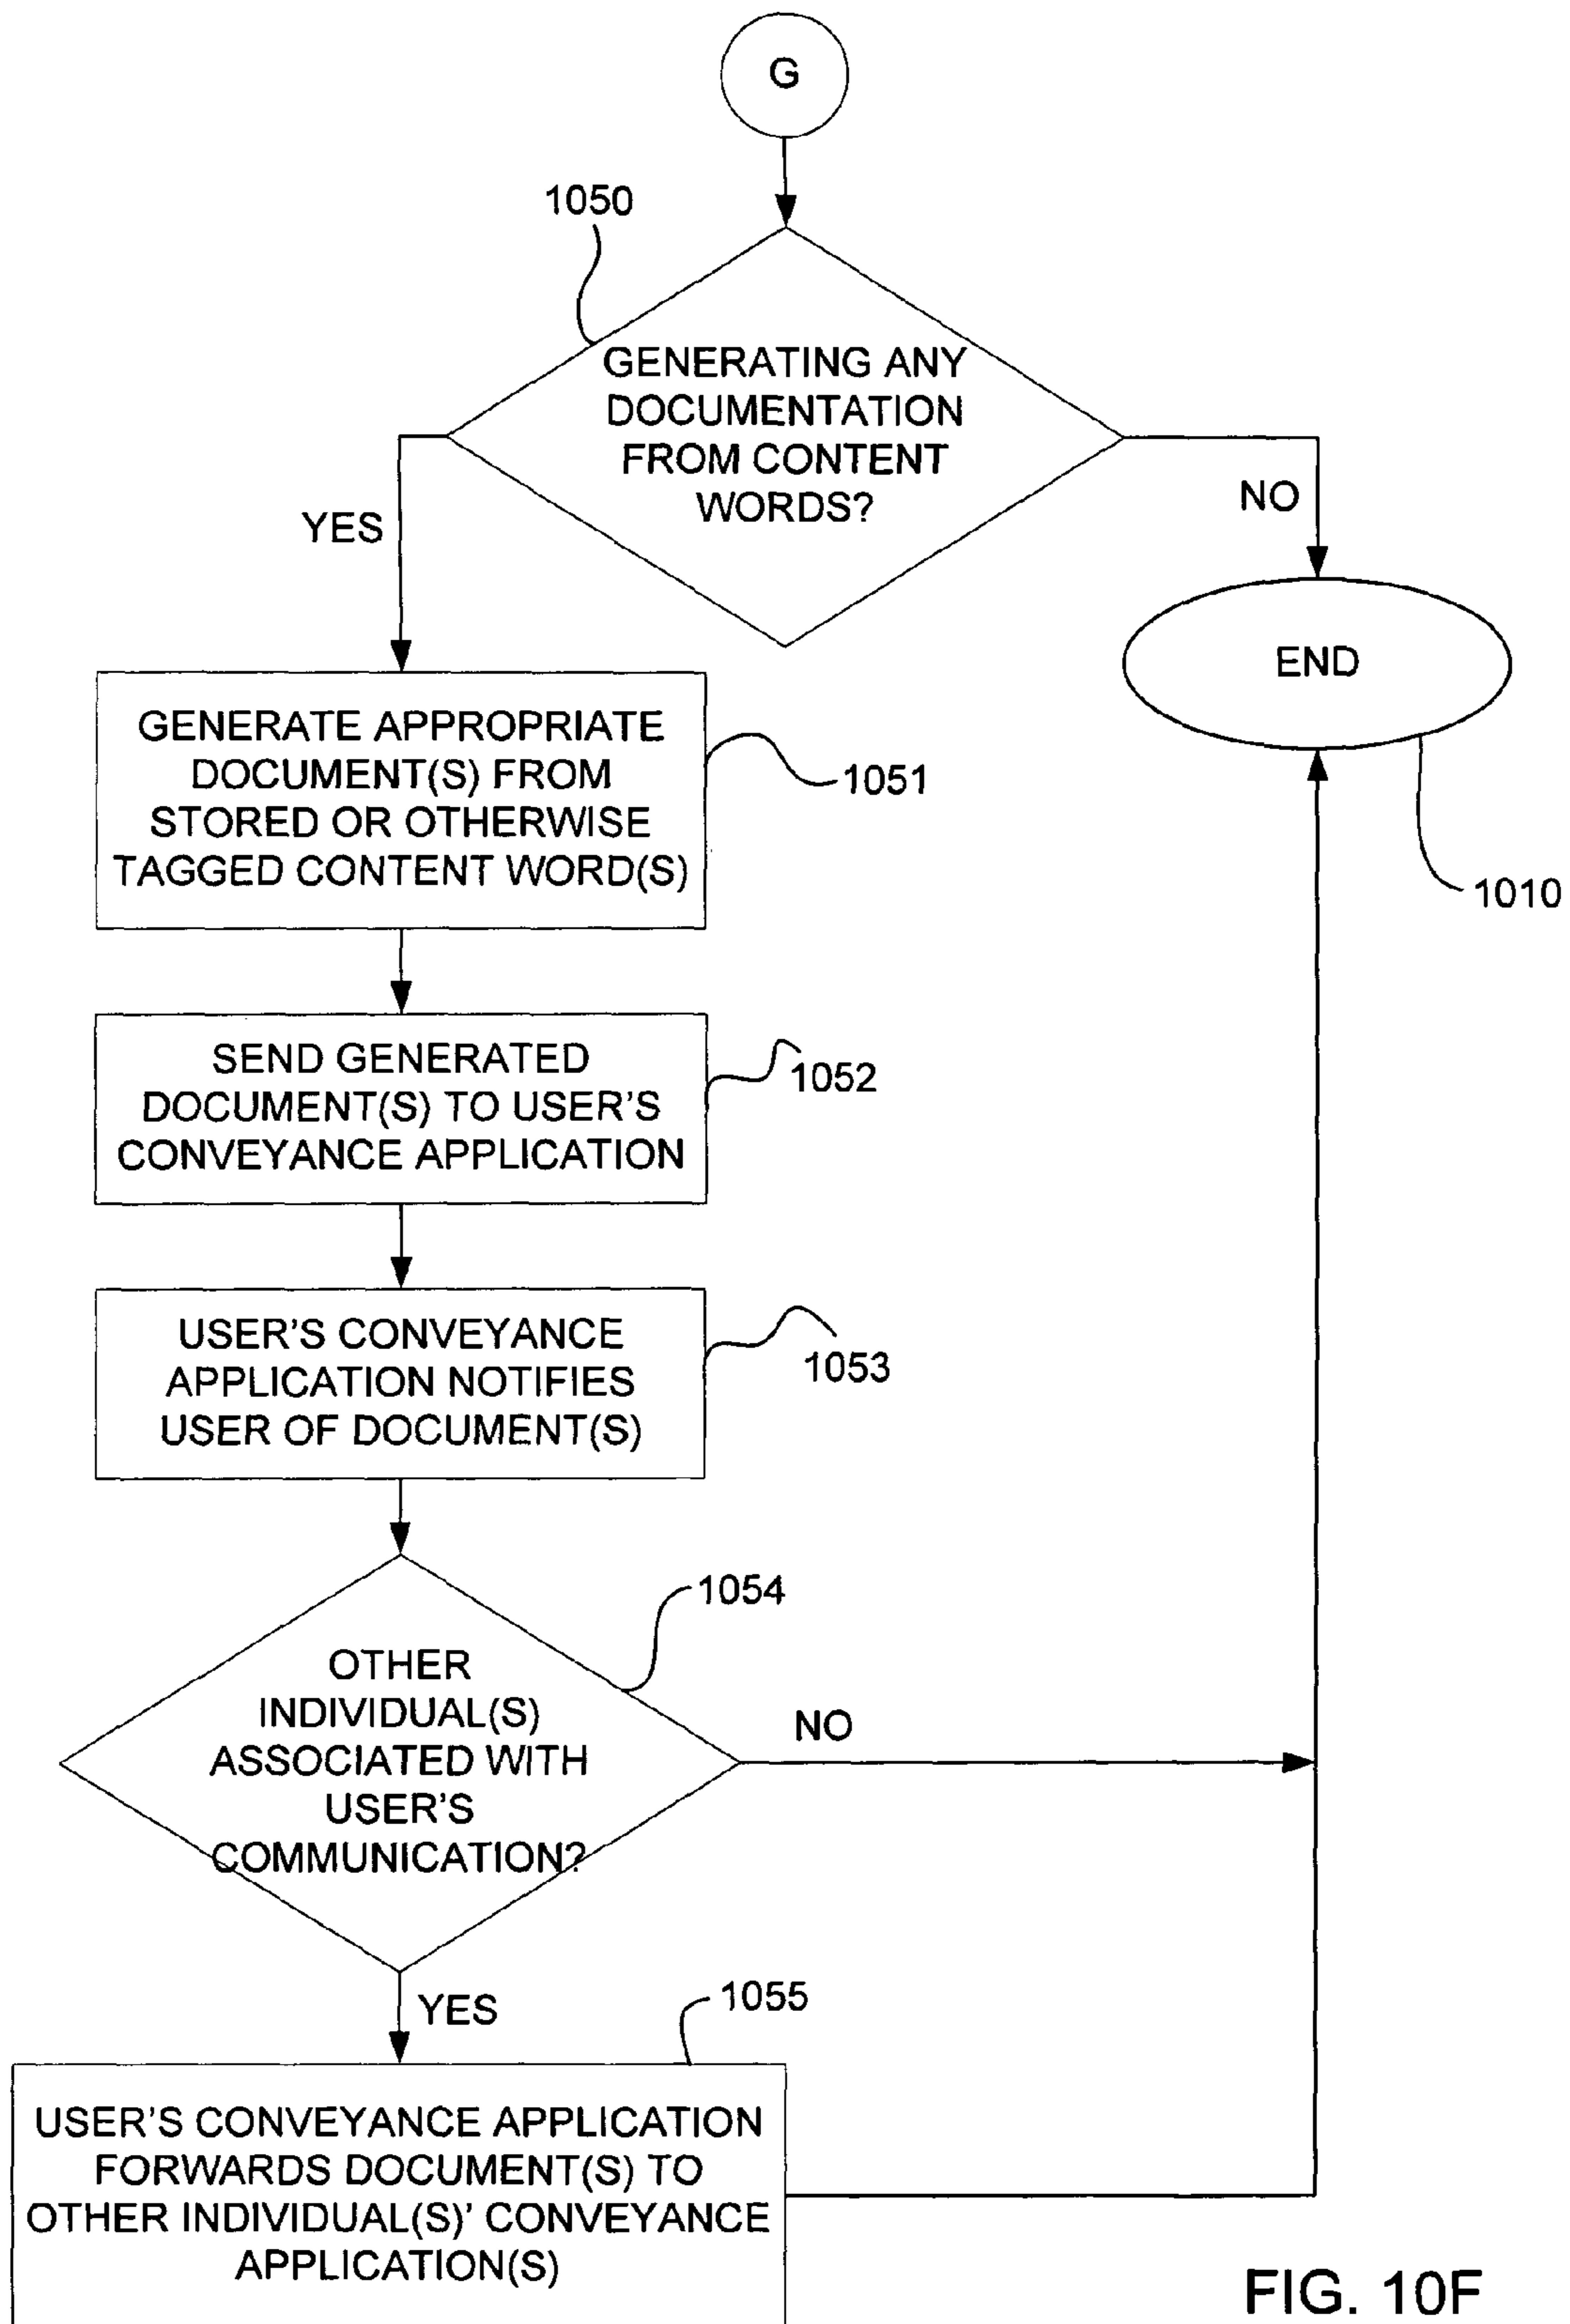 G
1050
GENERATING ANY
DOCUMENTATION
FROM CONTENT
WORDS?
YES
NO
END
1010
GENERATE APPROPRIATE
DOCUMENT(S) FROM
STORED OR OTHERWISE
TAGGED CONTENT WORD(S)
1051
SEND GENERATED
DOCUMENT(S) TO USER'S
CONVEYANCE APPLICATION
1052
USER'S CONVEYANCE
APPLICATION NOTIFIES
USER OF DOCUMENT(S)
1053
1054
OTHER
INDIVIDUAL(S)
ASSOCIATED WITH
USER'S
COMMUNICATION?
NO
YES
1055
USER'S CONVEYANCE APPLICATION
FORWARDS DOCUMENT(S) TO
OTHER INDIVIDUAL(S)' CONVEYANCE
APPLICATION(S)
FIG. 10F